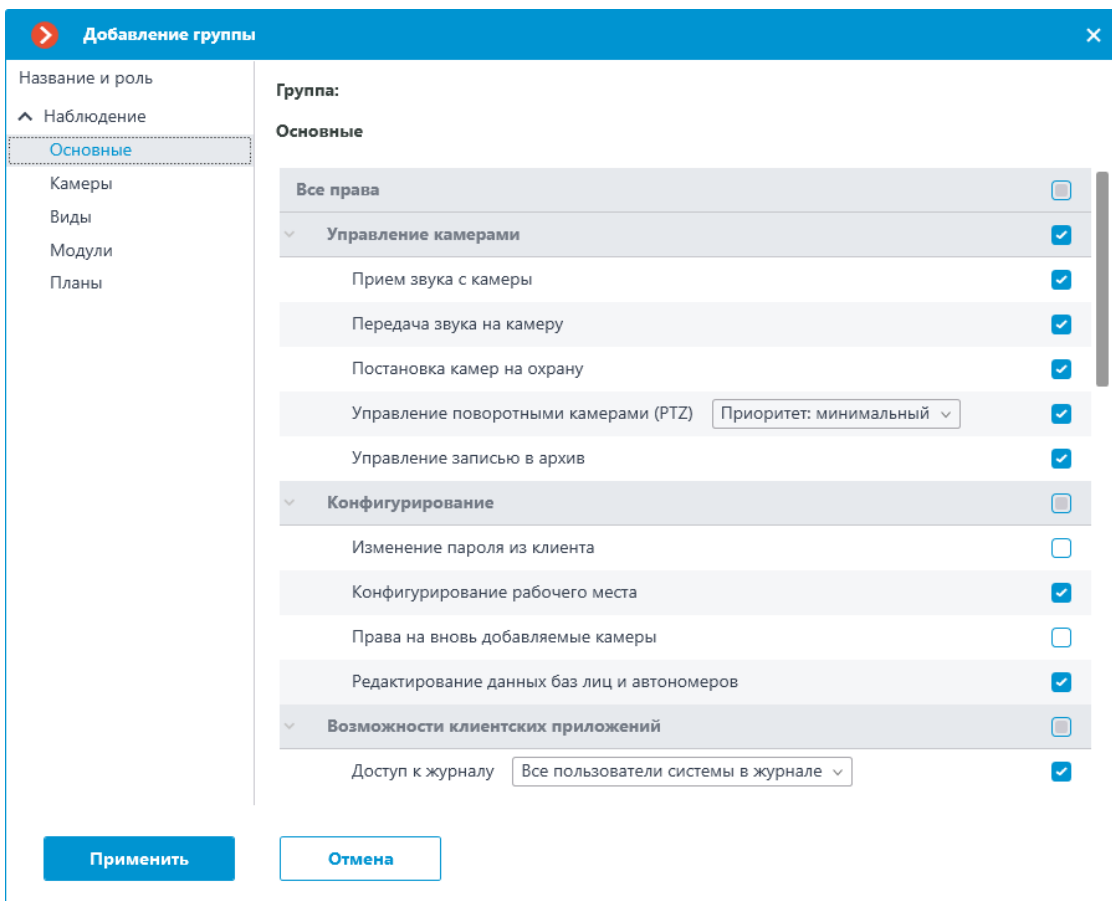 Добавление группы
Название и роль
Наблюдение
Основные
Камеры
Виды
Модули
Планы
Группа:
Основные
Все права
Управление камерами
Прием звука с камеры
Передача звука на камеру
Постановка камер на охрану
Управление поворотными камерами (PTZ) Приоритет: минимальный
Управление записью в архив
Конфигурирование
Изменение пароля из клиента
Конфигурирование рабочего места
Права на вновь добавляемые камеры
Редактирование данных баз лиц и автономеров
Возможности клиентских приложений
Доступ к журналу Все пользователи системы в журнале
Применить Отмена